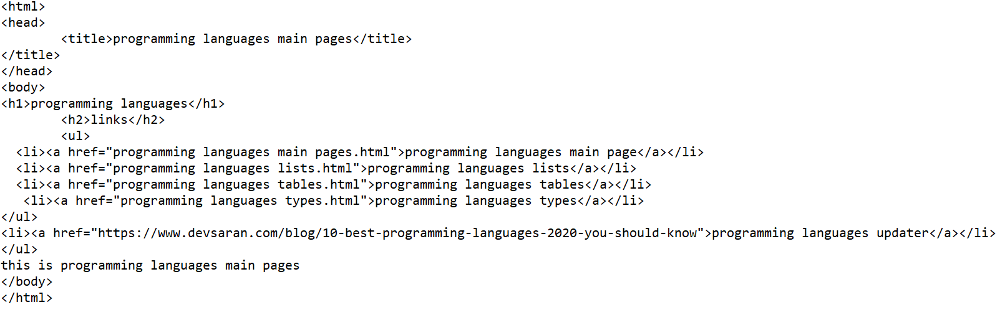 <html>
<head>
<title>programming languages main pages</title>
</title>
</head>
<body>
<h1>programming languages</h1>
<h2>links</h2>
<ul>
<li><a href="programming languages main pages.html">programming languages main page</a></li>
<li><a href="programming languages lists.html">programming languages lists</a></li>
<li><a href="programming languages tables.html">programming languages tables</a></li>
<li><a href="programming languages types.html">programming languages types</a></li>
</ul>
<li><a href="https://www.devsaran.com/blog/10-best-programming-languages-2020-you-should-know">programming languages updater</a></li>
</ul>
this is programming languages main pages
</body>
</html>